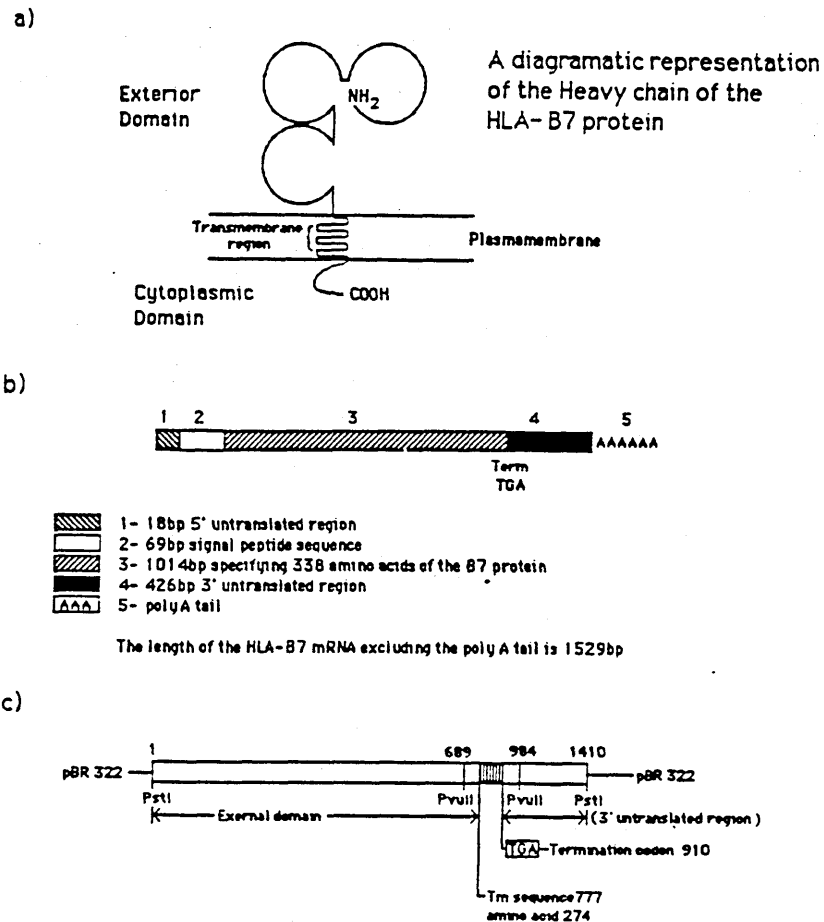 a)
A diagramatic representation
of the Heavy chain of the
HLA- B7 protein
Exterior
Domain
NH2
Transmembrane
region
Plasmamembrane
Cytoplasmic
Domain
COOH
b)
1 2 3 4 5
AAAAAA
Term
TGA
1- 18bp 5' untranslated region
2- 69bp signal peptide sequence
3- 1014bp specifying 338 amino acids of the B7 protein
4- 426bp 3' untranslated region
AAA 5- polyA tail
The length of the HLA-B7 mRNA excluding the poly A tail is 1529bp
c)
1 689 984 1410
pBR 322 pBR 322
PstI PvuII PvuII PstI
Exernal domain (3' untranslated region)
TGA Termination codon 910
Tm sequence 777
amino acid 274